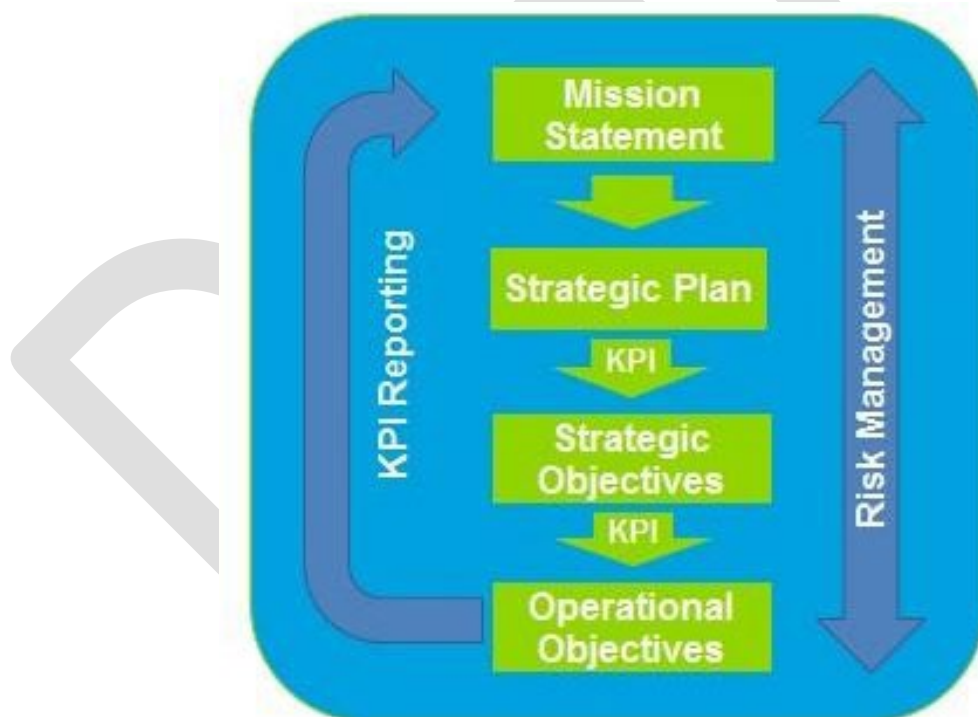 Mission
Statement
Strategic Plan
KPI
Strategic
Objectives
KPI
Operational
Objectives
KPI Reporting
Risk Management